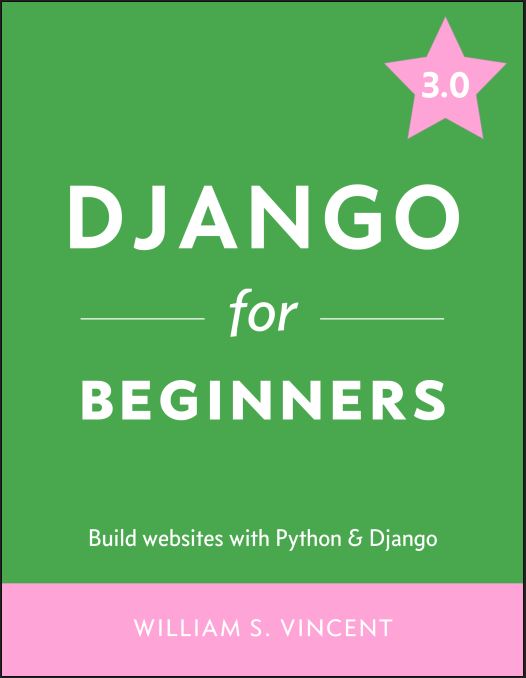 3.0
DJANGO
for
BEGINNERS
Build websites with Python & Django
WILLIAM S. VINCENT